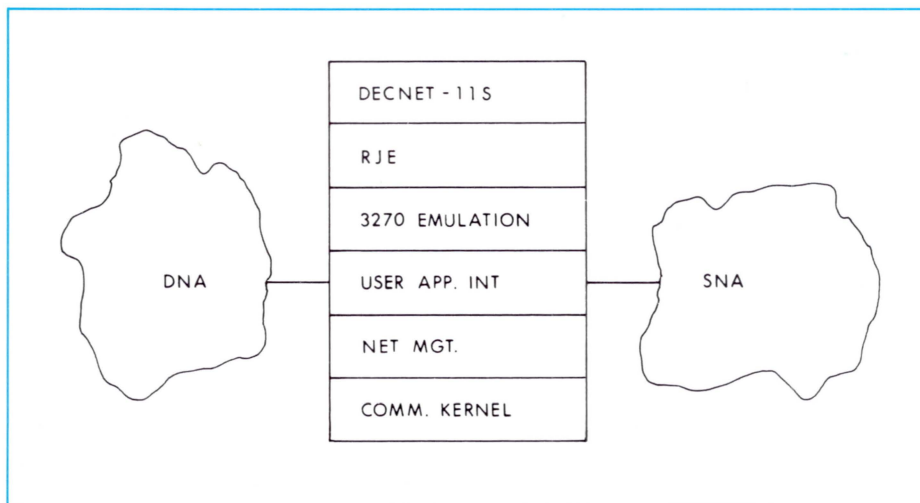 DECNET-11S
RJE
3270 EMULATION
DNA
USER APP. INT
SNA
NET MGT.
COMM. KERNEL